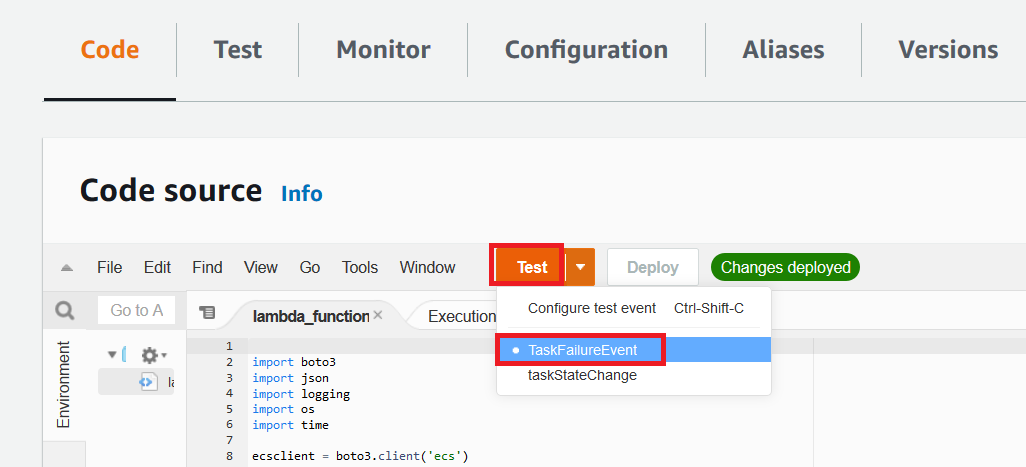 Code Test Monitor Configuration Aliases Versions
Code source Info
File Edit Find View Go Tools Window Test Deploy Changes deployed
Go to A lambda_function Execution
Configure test event Ctrl-Shift-C
TaskFailureEvent
taskStateChange
Environment
1
2 import boto3
3 import json
4 import logging
5 import os
6 import time
7
8 ecsclient = boto3.client('ecs')